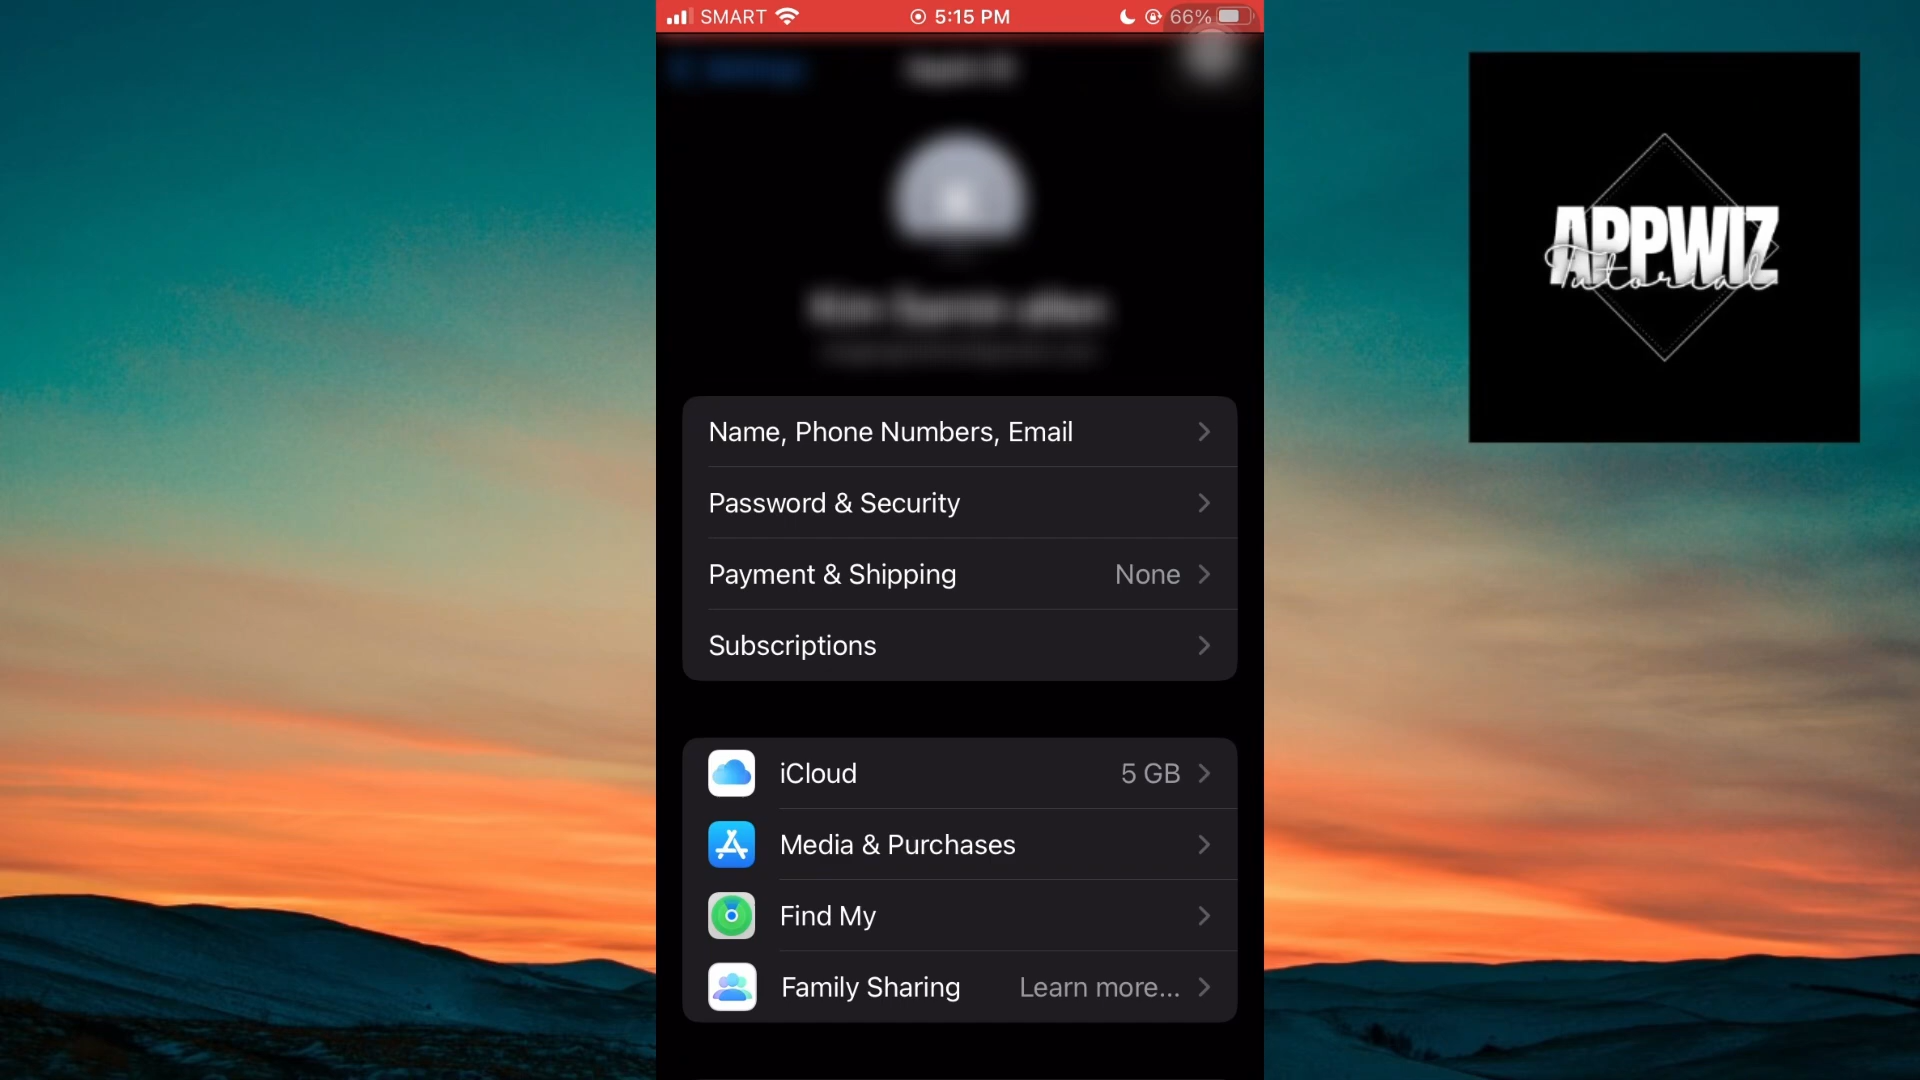 SMART 5:15 PM 66%
APPWIZ
Tutorial
Name, Phone Numbers, Email
Password & Security
Payment & Shipping None
Subscriptions
iCloud 5 GB
Media & Purchases
Find My
Family Sharing Learn more...